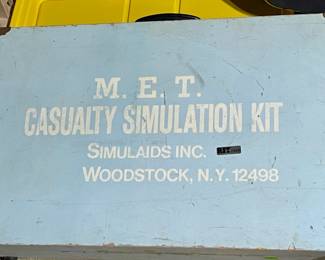 M. E. T.
CASUALTY SIMULATION KIT
SIMULAIDS INC.
WOODSTOCK, N.Y. 12498